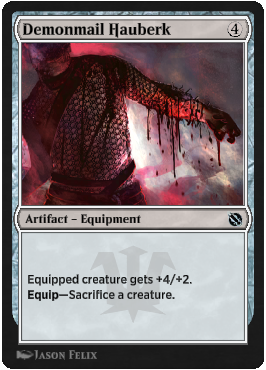 Demonmail Hauberk 4
Artifact – Equipment
Equipped creature gets +4/+2.
Equip—Sacrifice a creature.
Jason Felix